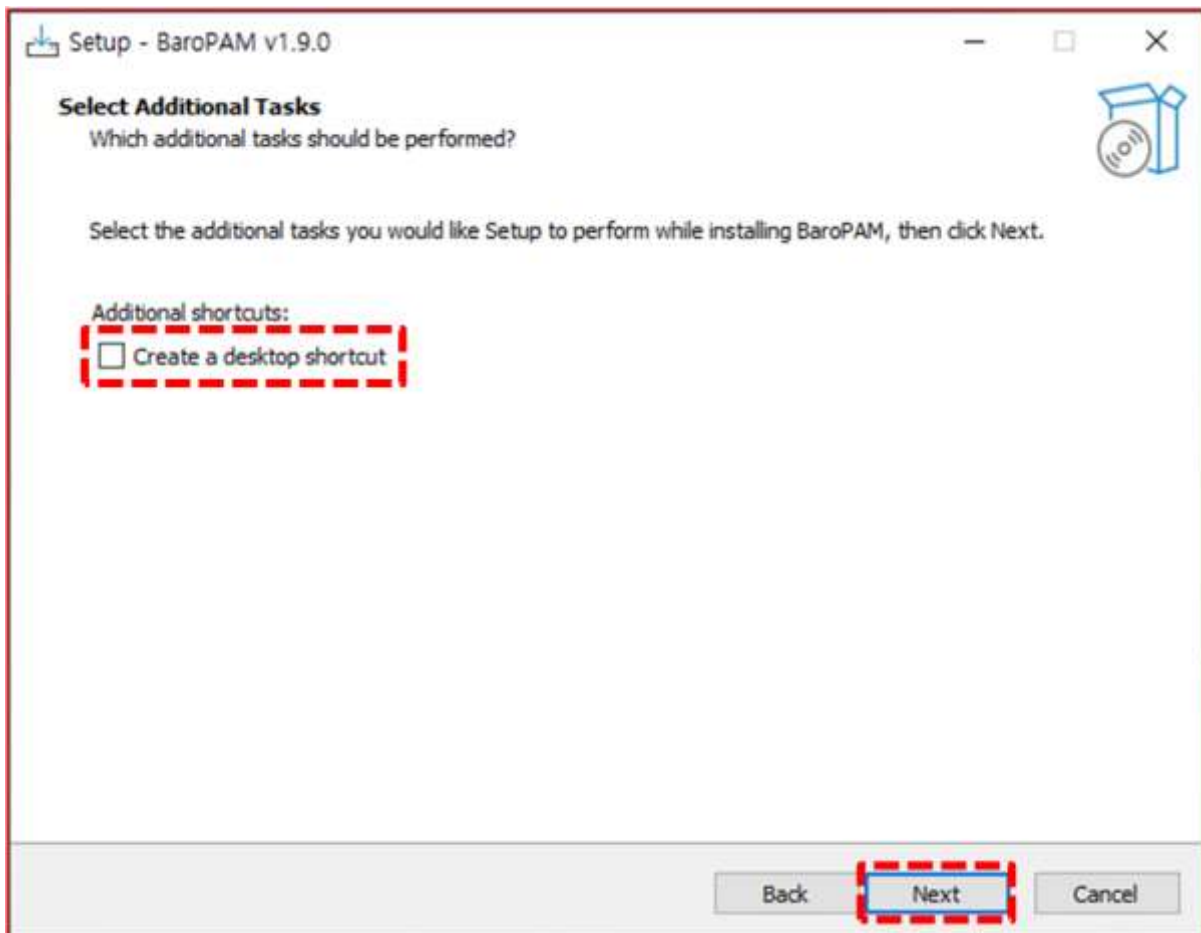 Setup - BaroPAM v1.9.0
Select Additional Tasks
Which additional tasks should be performed?
Select the additional tasks you would like Setup to perform while installing BaroPAM, then click Next.
Additional shortcuts:
Create a desktop shortcut
Back Next Cancel